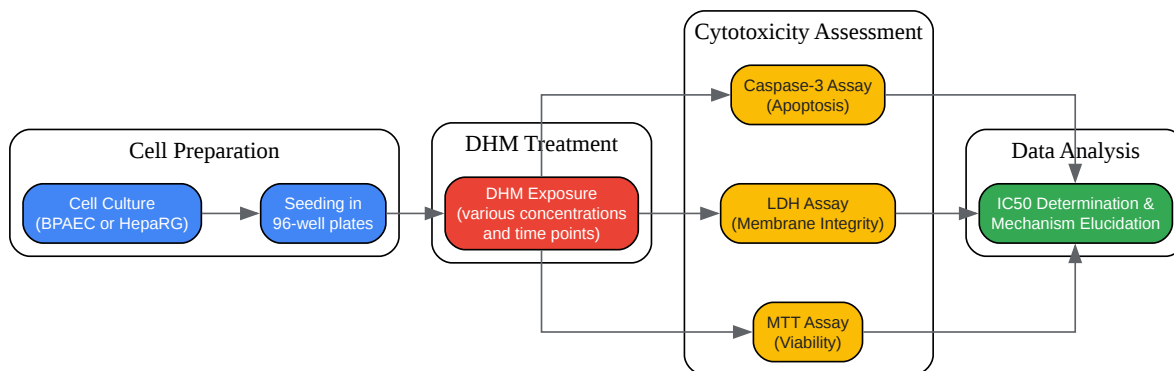 Cell Preparation
Cell Culture
(BPAEC or HepaRG)
Seeding in
96-well plates
DHM Treatment
DHM Exposure
(various concentrations
and time points)
Cytotoxicity Assessment
Caspase-3 Assay
(Apoptosis)
LDH Assay
(Membrane Integrity)
MTT Assay
(Viability)
Data Analysis
IC50 Determination &
Mechanism Elucidation